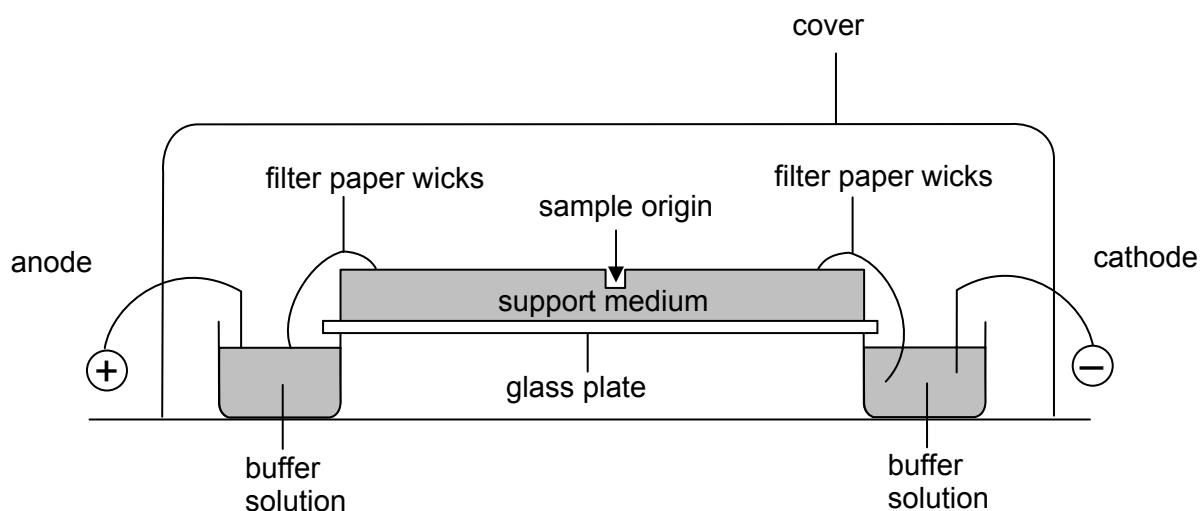 cover
filter paper wicks
filter paper wicks
sample origin
anode
cathode
support medium
+
−
glass plate
buffer
solution
buffer
solution